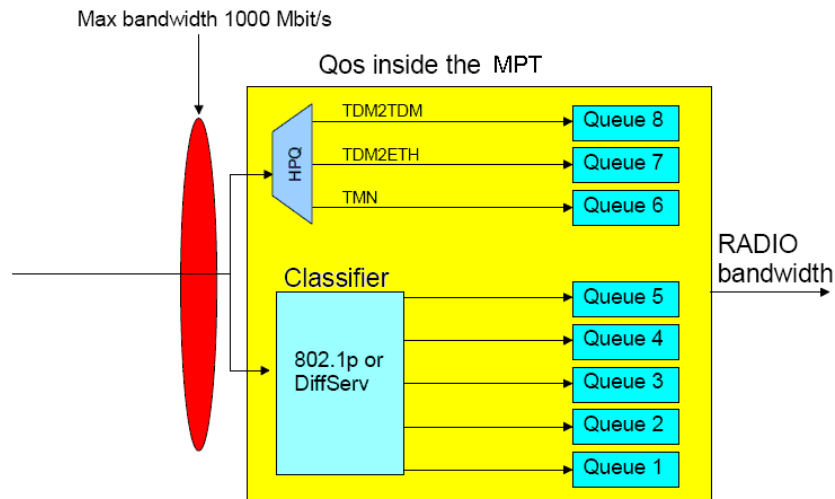 Max bandwidth 1000 Mbit/s
Qos inside the MPT
HPQ
TDM2TDM
Queue 8
TDM2ETH
Queue 7
TMN
Queue 6
RADIO
bandwidth
Classifier
802.1p or
DiffServ
Queue 5
Queue 4
Queue 3
Queue 2
Queue 1